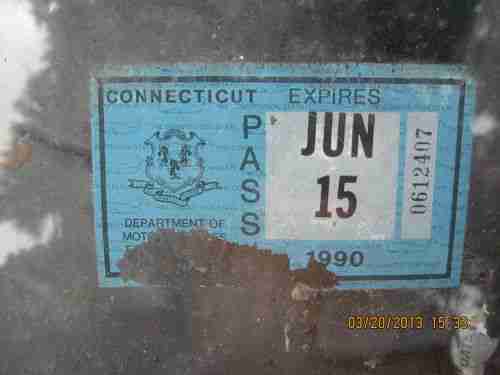 CONNECTICUT EXPIRES
PASS
JUN
15
0612407
DEPARTMENT OF
1990
03/20/2013 15:33